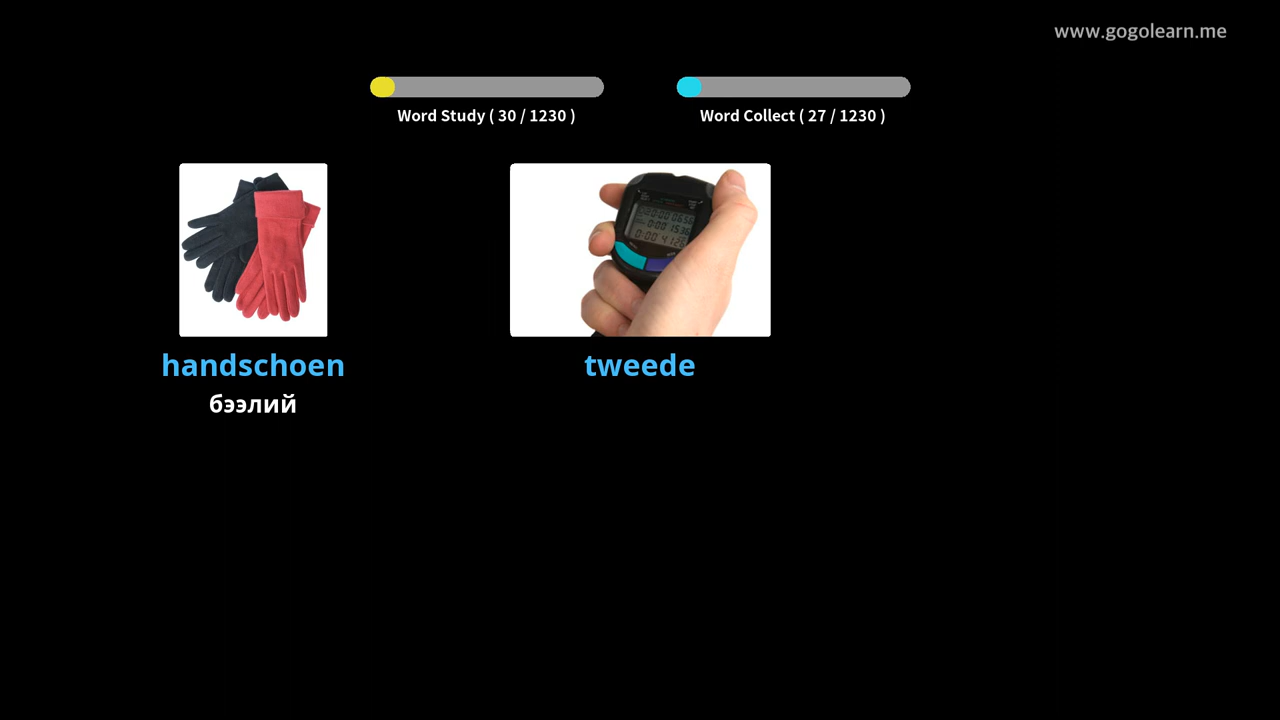 www.gogolearn.me
Word Study ( 30 / 1230 )
Word Collect ( 27 / 1230 )
handschoen
tweede
бээлий